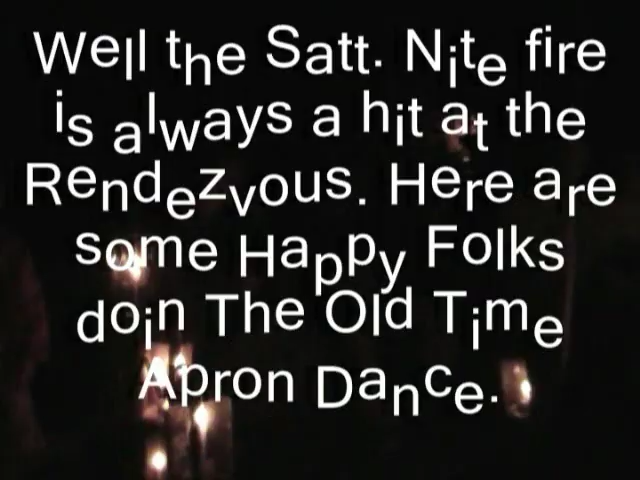 Well the Satt. Nite fire
is always a hit at the
Rendezvous. Here are
some Happy Folks
doin The Old Time
Apron Dance.